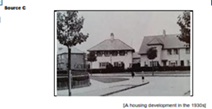 Source C
[A housing development in the 1930s]